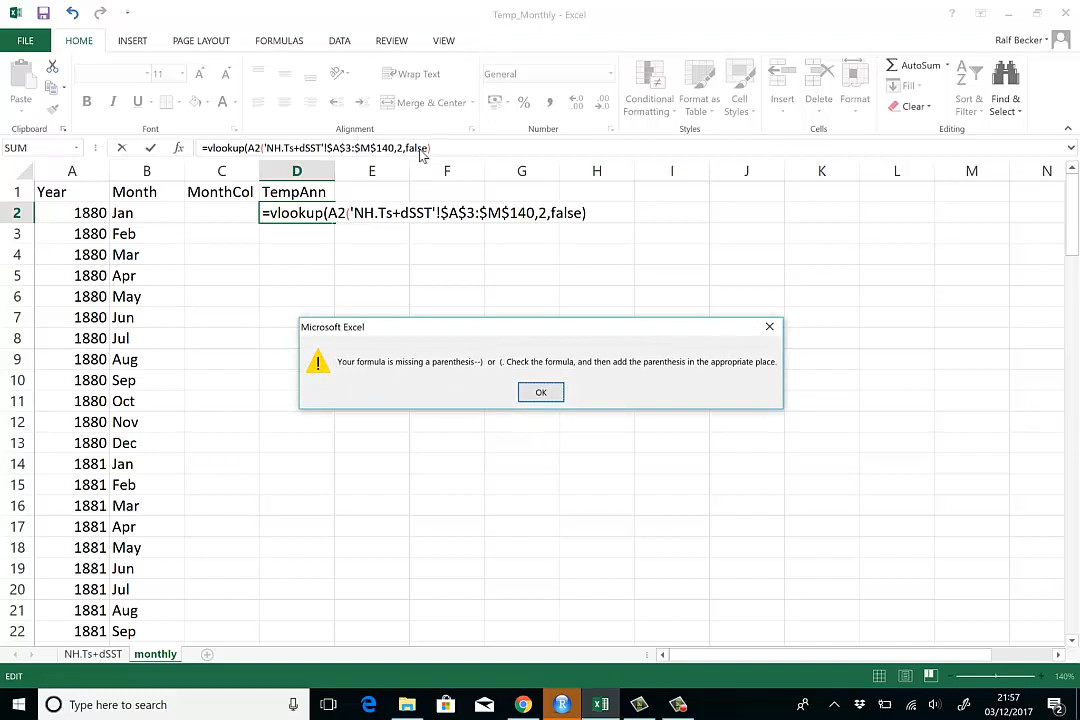 Temp_Monthly - Excel
FILE HOME INSERT PAGE LAYOUT FORMULAS DATA REVIEW VIEW Ralf Becker
Paste 11 A A Wrap Text General Conditional Format as Cell Insert Delete Format AutoSum Sort & Find &
B I U A Merge & Center % Formatting Table Styles Fill Filter Select
Clear
Clipboard Font Alignment Number Styles Cells Editing
SUM fx =vlookup(A2('NH.Ts+dSST'!$A$3:$M$140,2,false)
A B C D E F G H I J K L M N
1 Year Month MonthCol TempAnn
2 1880 Jan =vlookup(A2('NH.Ts+dSST'!$A$3:$M$140,2,false)
3 1880 Feb
4 1880 Mar
5 1880 Apr
6 1880 May
7 1880 Jun
8 1880 Jul
9 1880 Aug
10 1880 Sep
11 1880 Oct
12 1880 Nov
13 1880 Dec
14 1881 Jan
15 1881 Feb
16 1881 Mar
17 1881 Apr
18 1881 May
19 1881 Jun
20 1881 Jul
21 1881 Aug
22 1881 Sep
Microsoft Excel
Your formula is missing a parenthesis--) or (. Check the formula, and then add the parenthesis in the appropriate place.
OK
NH.Ts+dSST monthly
EDIT 140%
Type here to search
21:57
03/12/2017
2